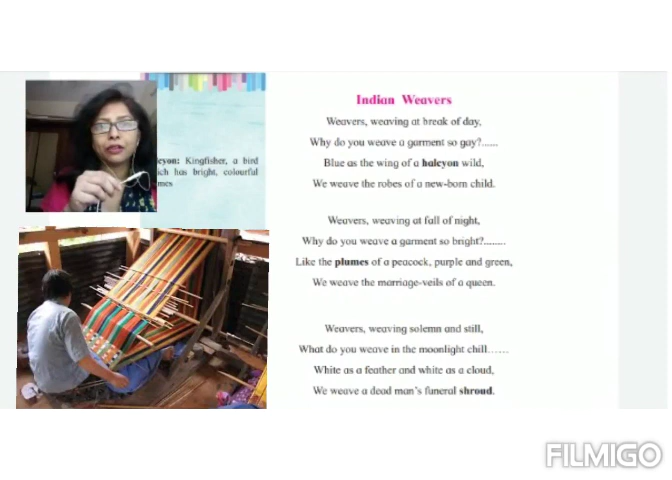 Indian Weavers
Weavers, weaving at break of day,
Why do you weave a garment so gay?......
Blue as the wing of a halcyon wild,
We weave the robes of a new-born child.
Weavers, weaving at fall of night,
Why do you weave a garment so bright?........
Like the plumes of a peacock, purple and green,
We weave the marriage-veils of a queen.
Weavers, weaving solemn and still,
What do you weave in the moonlight chill......
White as a feather and white as a cloud,
We weave a dead man's funeral shroud.
Kingfisher, a bird
has bright, colourful
FILMIGO